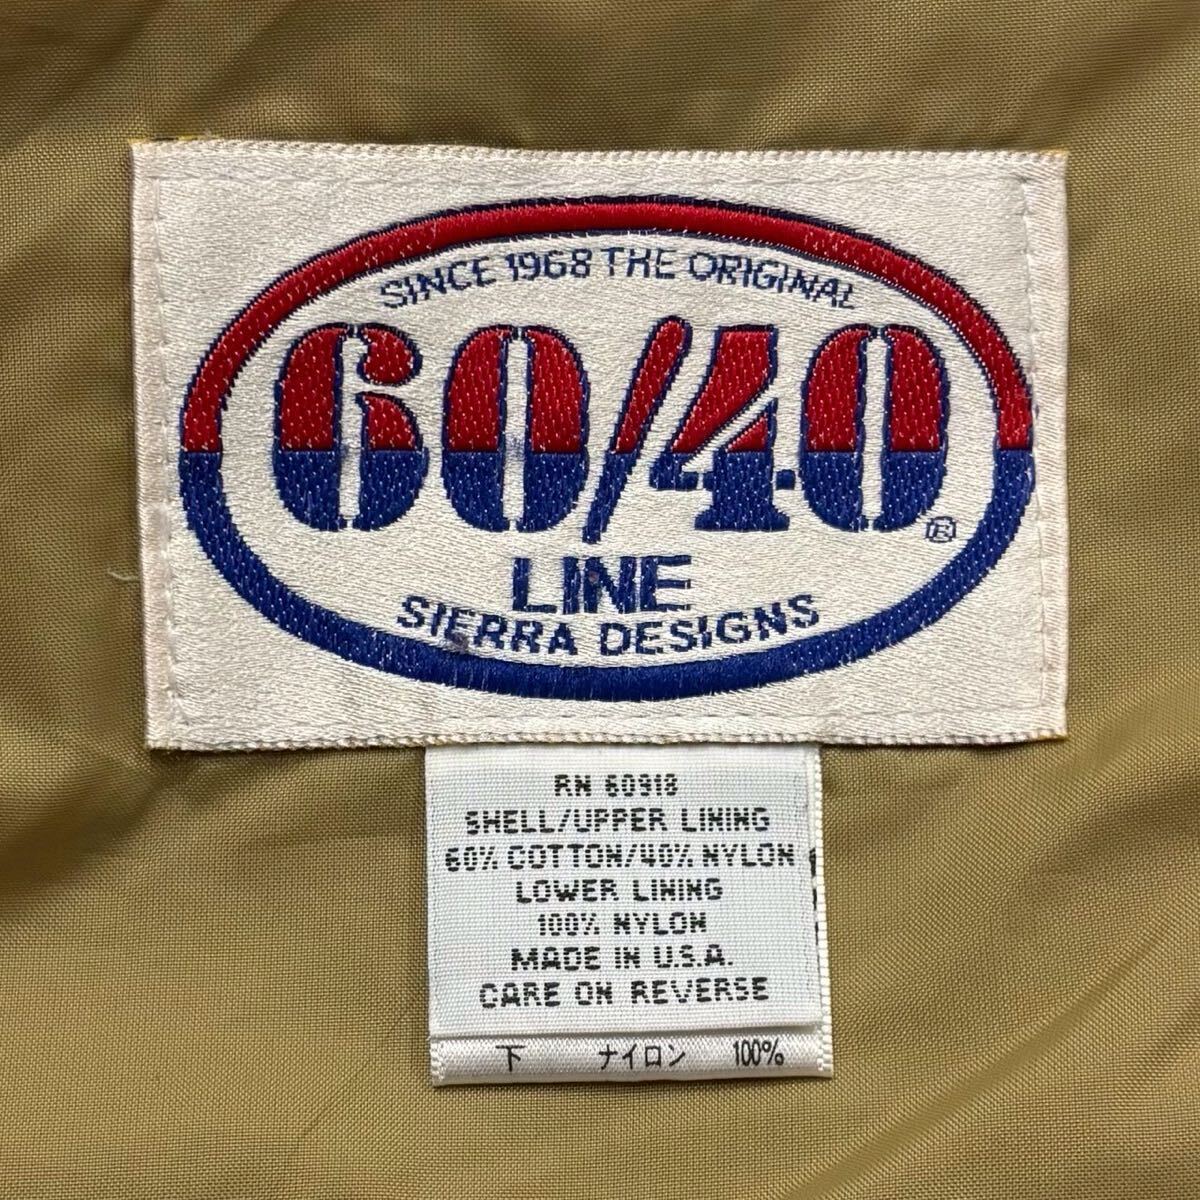 SINCE 1968 THE ORIGINAL
60/40®
LINE
SIERRA DESIGNS
RN 60918
SHELL/UPPER LINING
60% COTTON/40% NYLON
LOWER LINING
100% NYLON
MADE IN U.S.A.
CARE ON REVERSE
下 ナイロン 100%